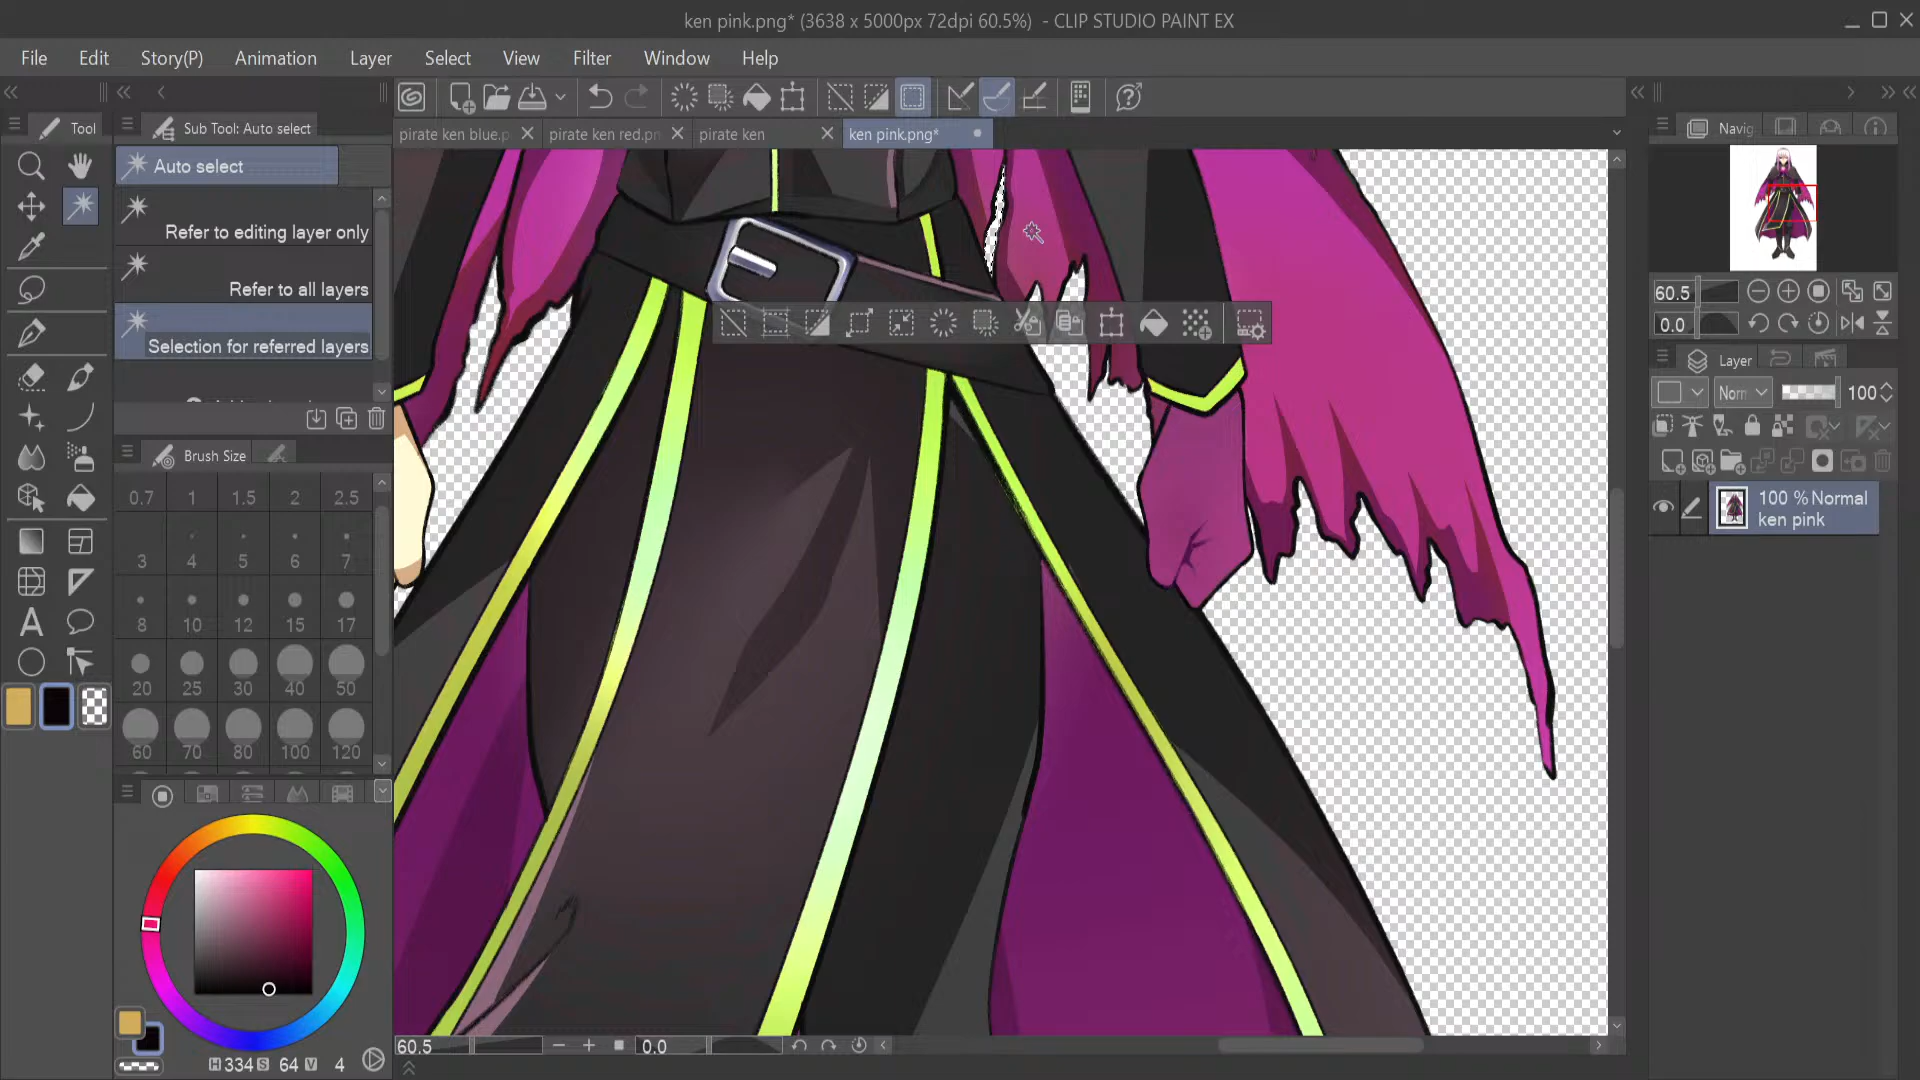 ken pink.png* (3638 x 5000px 72dpi 60.5%) - CLIP STUDIO PAINT EX
File Edit Story(P) Animation Layer Select View Filter Window Help
Tool
Sub Tool: Auto select
pirate ken blue.p
pirate ken red.pn
pirate ken
ken pink.png*
Navig
Auto select
Refer to editing layer only
Refer to all layers
Selection for referred layers
60.5
0.0
Layer
Norr
100
100 % Normal
ken pink
Brush Size
0.7 1 1.5 2 2.5
3 4 5 6 7
8 10 12 15 17
20 25 30 40 50
60 70 80 100 120
H 334 S 64 V 4
60.5
0.0